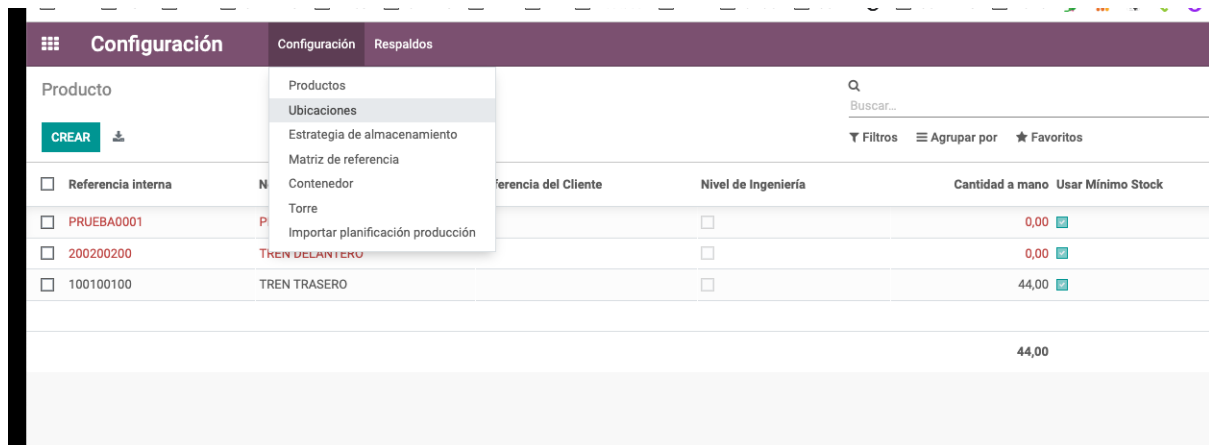 Configuración
Configuración Respaldos
Producto
Productos
Ubicaciones
Estrategia de almacenamiento
Matriz de referencia
Contenedor
Torre
Importar planificación producción
Buscar...
CREAR
Filtros Agrupar por Favoritos
Referencia interna N ferencia del Cliente Nivel de Ingeniería Cantidad a mano Usar Mínimo Stock
PRUEBA0001 P 0,00
200200200 TREN DELANTERO 0,00
100100100 TREN TRASERO 44,00
44,00